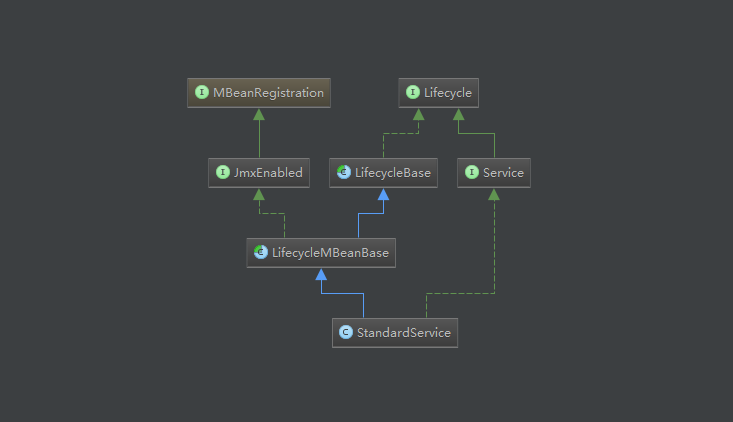 I MBeanRegistration
I Lifecycle
I JmxEnabled
C LifecycleBase
I Service
C LifecycleMBeanBase
C StandardService